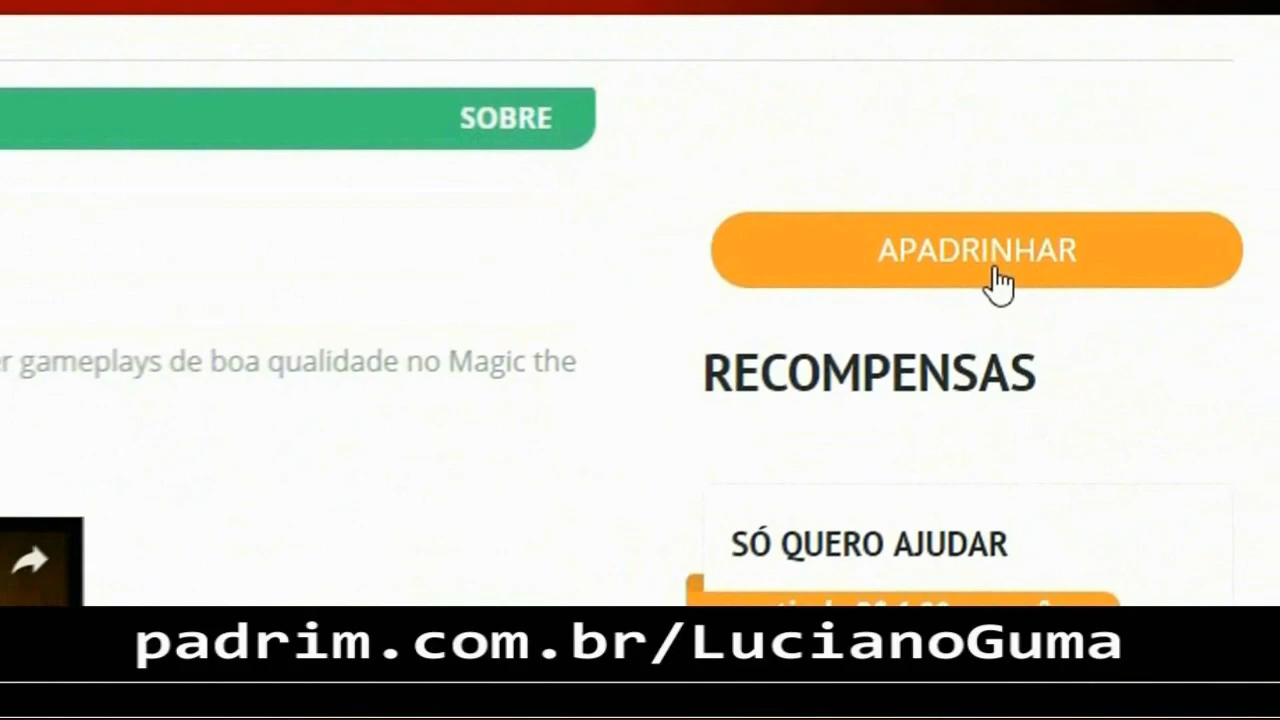 SOBRE
APADRINHAR
gameplays de boa qualidade no Magic the
RECOMPENSAS
SÓ QUERO AJUDAR
padrim.com.br/LucianoGuma